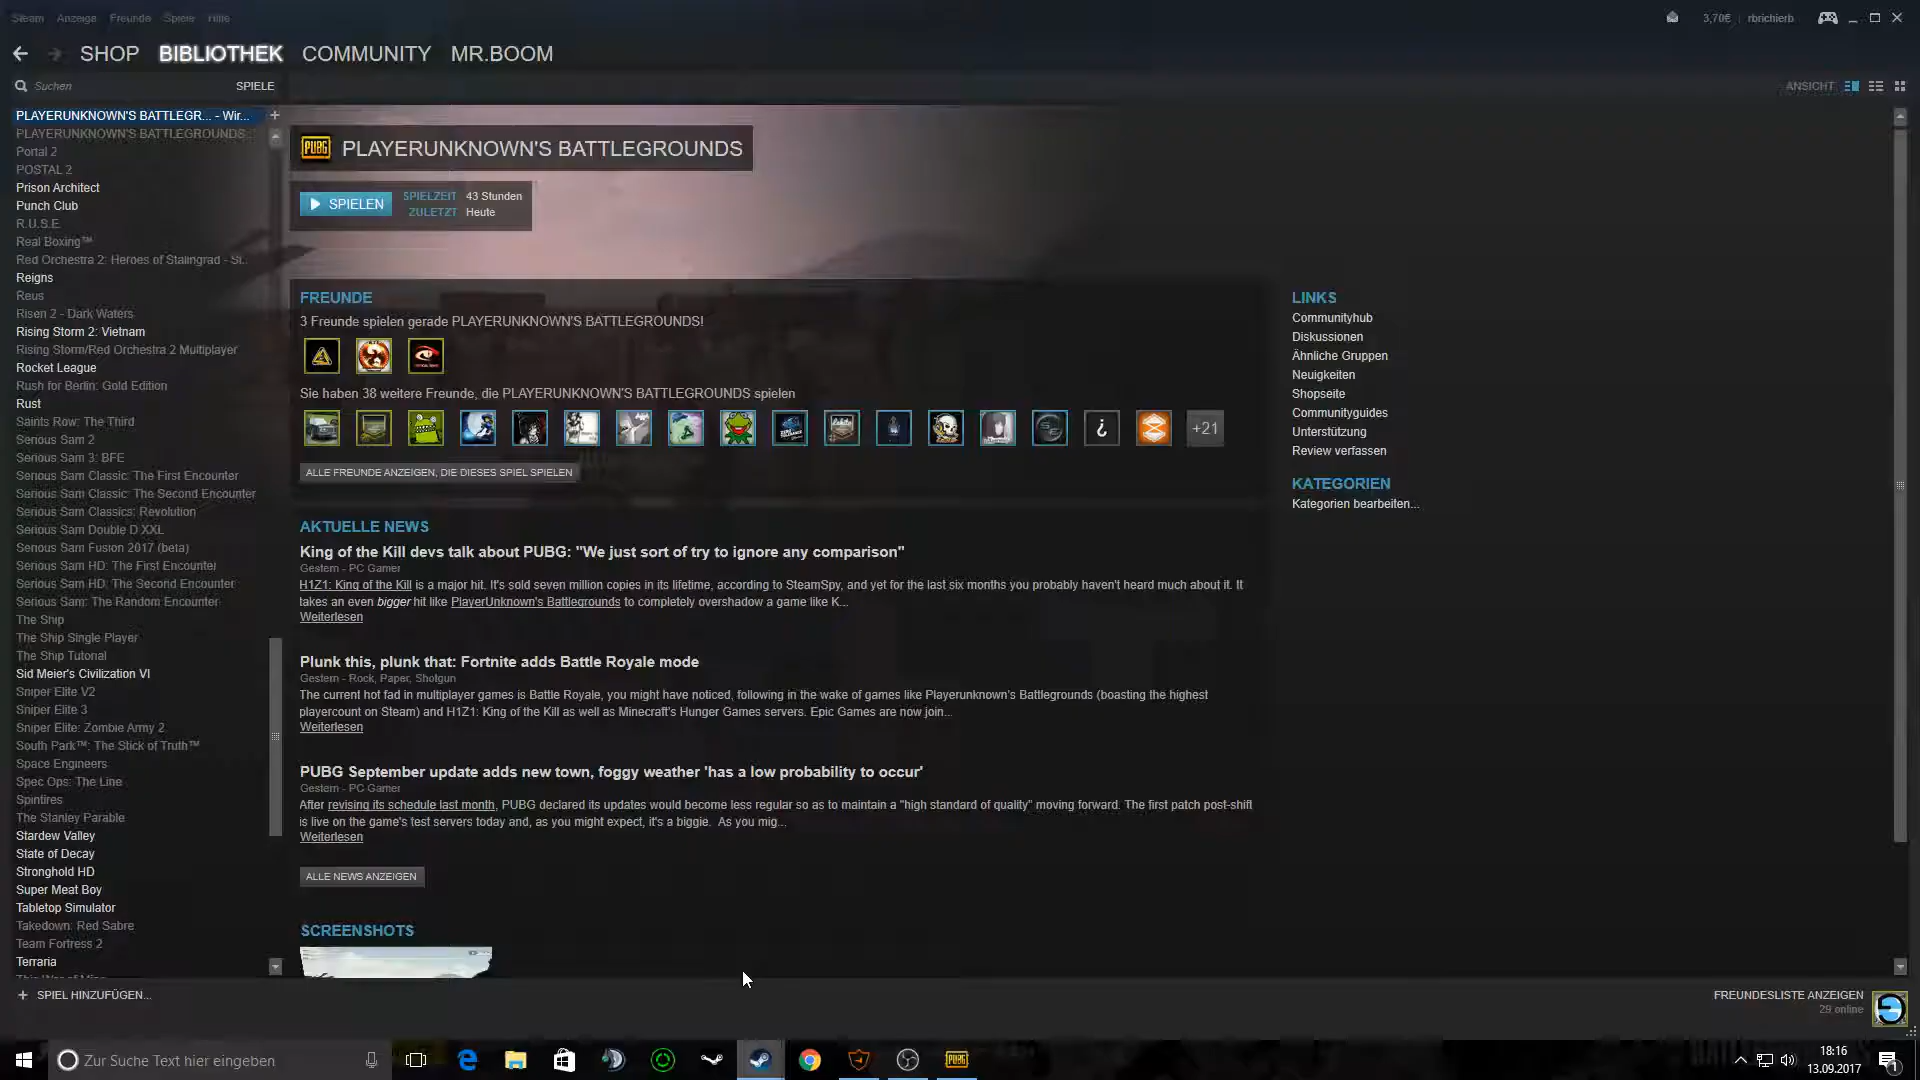 Steam Anzeige Freunde Spiele Hilfe
3,70€ rbrichierb
SHOP BIBLIOTHEK COMMUNITY MR.BOOM
Suchen SPIELE
ANSICHT
PLAYERUNKNOWN'S BATTLEGR... - Wir...
PLAYERUNKNOWN'S BATTLEGROUNDS
Portal 2
POSTAL 2
Prison Architect
Punch Club
R.U.S.E
Real Boxing™
Red Orchestra 2: Heroes of Stalingrad - Si...
Reigns
Reus
Risen 2 - Dark Waters
Rising Storm 2: Vietnam
Rising Storm/Red Orchestra 2 Multiplayer
Rocket League
Rush for Berlin: Gold Edition
Rust
Saints Row: The Third
Serious Sam 2
Serious Sam 3: BFE
Serious Sam Classic: The First Encounter
Serious Sam Classic: The Second Encounter
Serious Sam Classics: Revolution
Serious Sam Double D XXL
Serious Sam Fusion 2017 (beta)
Serious Sam HD: The First Encounter
Serious Sam HD: The Second Encounter
Serious Sam: The Random Encounter
The Ship
The Ship Single Player
The Ship Tutorial
Sid Meier's Civilization VI
Sniper Elite V2
Sniper Elite 3
Sniper Elite: Zombie Army 2
South Park™: The Stick of Truth™
Space Engineers
Spec Ops: The Line
Spintires
The Stanley Parable
Stardew Valley
State of Decay
Stronghold HD
Super Meat Boy
Tabletop Simulator
Takedown: Red Sabre
Team Fortress 2
Terraria
PUBG PLAYERUNKNOWN'S BATTLEGROUNDS
SPIELEN
SPIELZEIT 43 Stunden
ZULETZT Heute
FREUNDE
3 Freunde spielen gerade PLAYERUNKNOWN'S BATTLEGROUNDS!
Sie haben 38 weitere Freunde, die PLAYERUNKNOWN'S BATTLEGROUNDS spielen
+21
ALLE FREUNDE ANZEIGEN, DIE DIESES SPIEL SPIELEN
AKTUELLE NEWS
King of the Kill devs talk about PUBG: "We just sort of try to ignore any comparison"
Gestern - PC Gamer
H1Z1: King of the Kill is a major hit. It's sold seven million copies in its lifetime, according to SteamSpy, and yet for the last six months you probably haven't heard much about it. It
takes an even bigger hit like PlayerUnknown's Battlegrounds to completely overshadow a game like K...
Weiterlesen
Plunk this, plunk that: Fortnite adds Battle Royale mode
Gestern - Rock, Paper, Shotgun
The current hot fad in multiplayer games is Battle Royale, you might have noticed, following in the wake of games like Playerunknown's Battlegrounds (boasting the highest
playercount on Steam) and H1Z1: King of the Kill as well as Minecraft's Hunger Games servers. Epic Games are now join...
Weiterlesen
PUBG September update adds new town, foggy weather 'has a low probability to occur'
Gestern - PC Gamer
After revising its schedule last month, PUBG declared its updates would become less regular so as to maintain a "high standard of quality" moving forward. The first patch post-shift
is live on the game's test servers today and, as you might expect, it's a biggie. As you mig...
Weiterlesen
ALLE NEWS ANZEIGEN
SCREENSHOTS
LINKS
Communityhub
Diskussionen
Ähnliche Gruppen
Neuigkeiten
Shopseite
Communityguides
Unterstützung
Review verfassen
KATEGORIEN
Kategorien bearbeiten...
+ SPIEL HINZUFÜGEN...
FREUNDESLISTE ANZEIGEN
29 online
Zur Suche Text hier eingeben
PUBG
18:16
13.09.2017
1